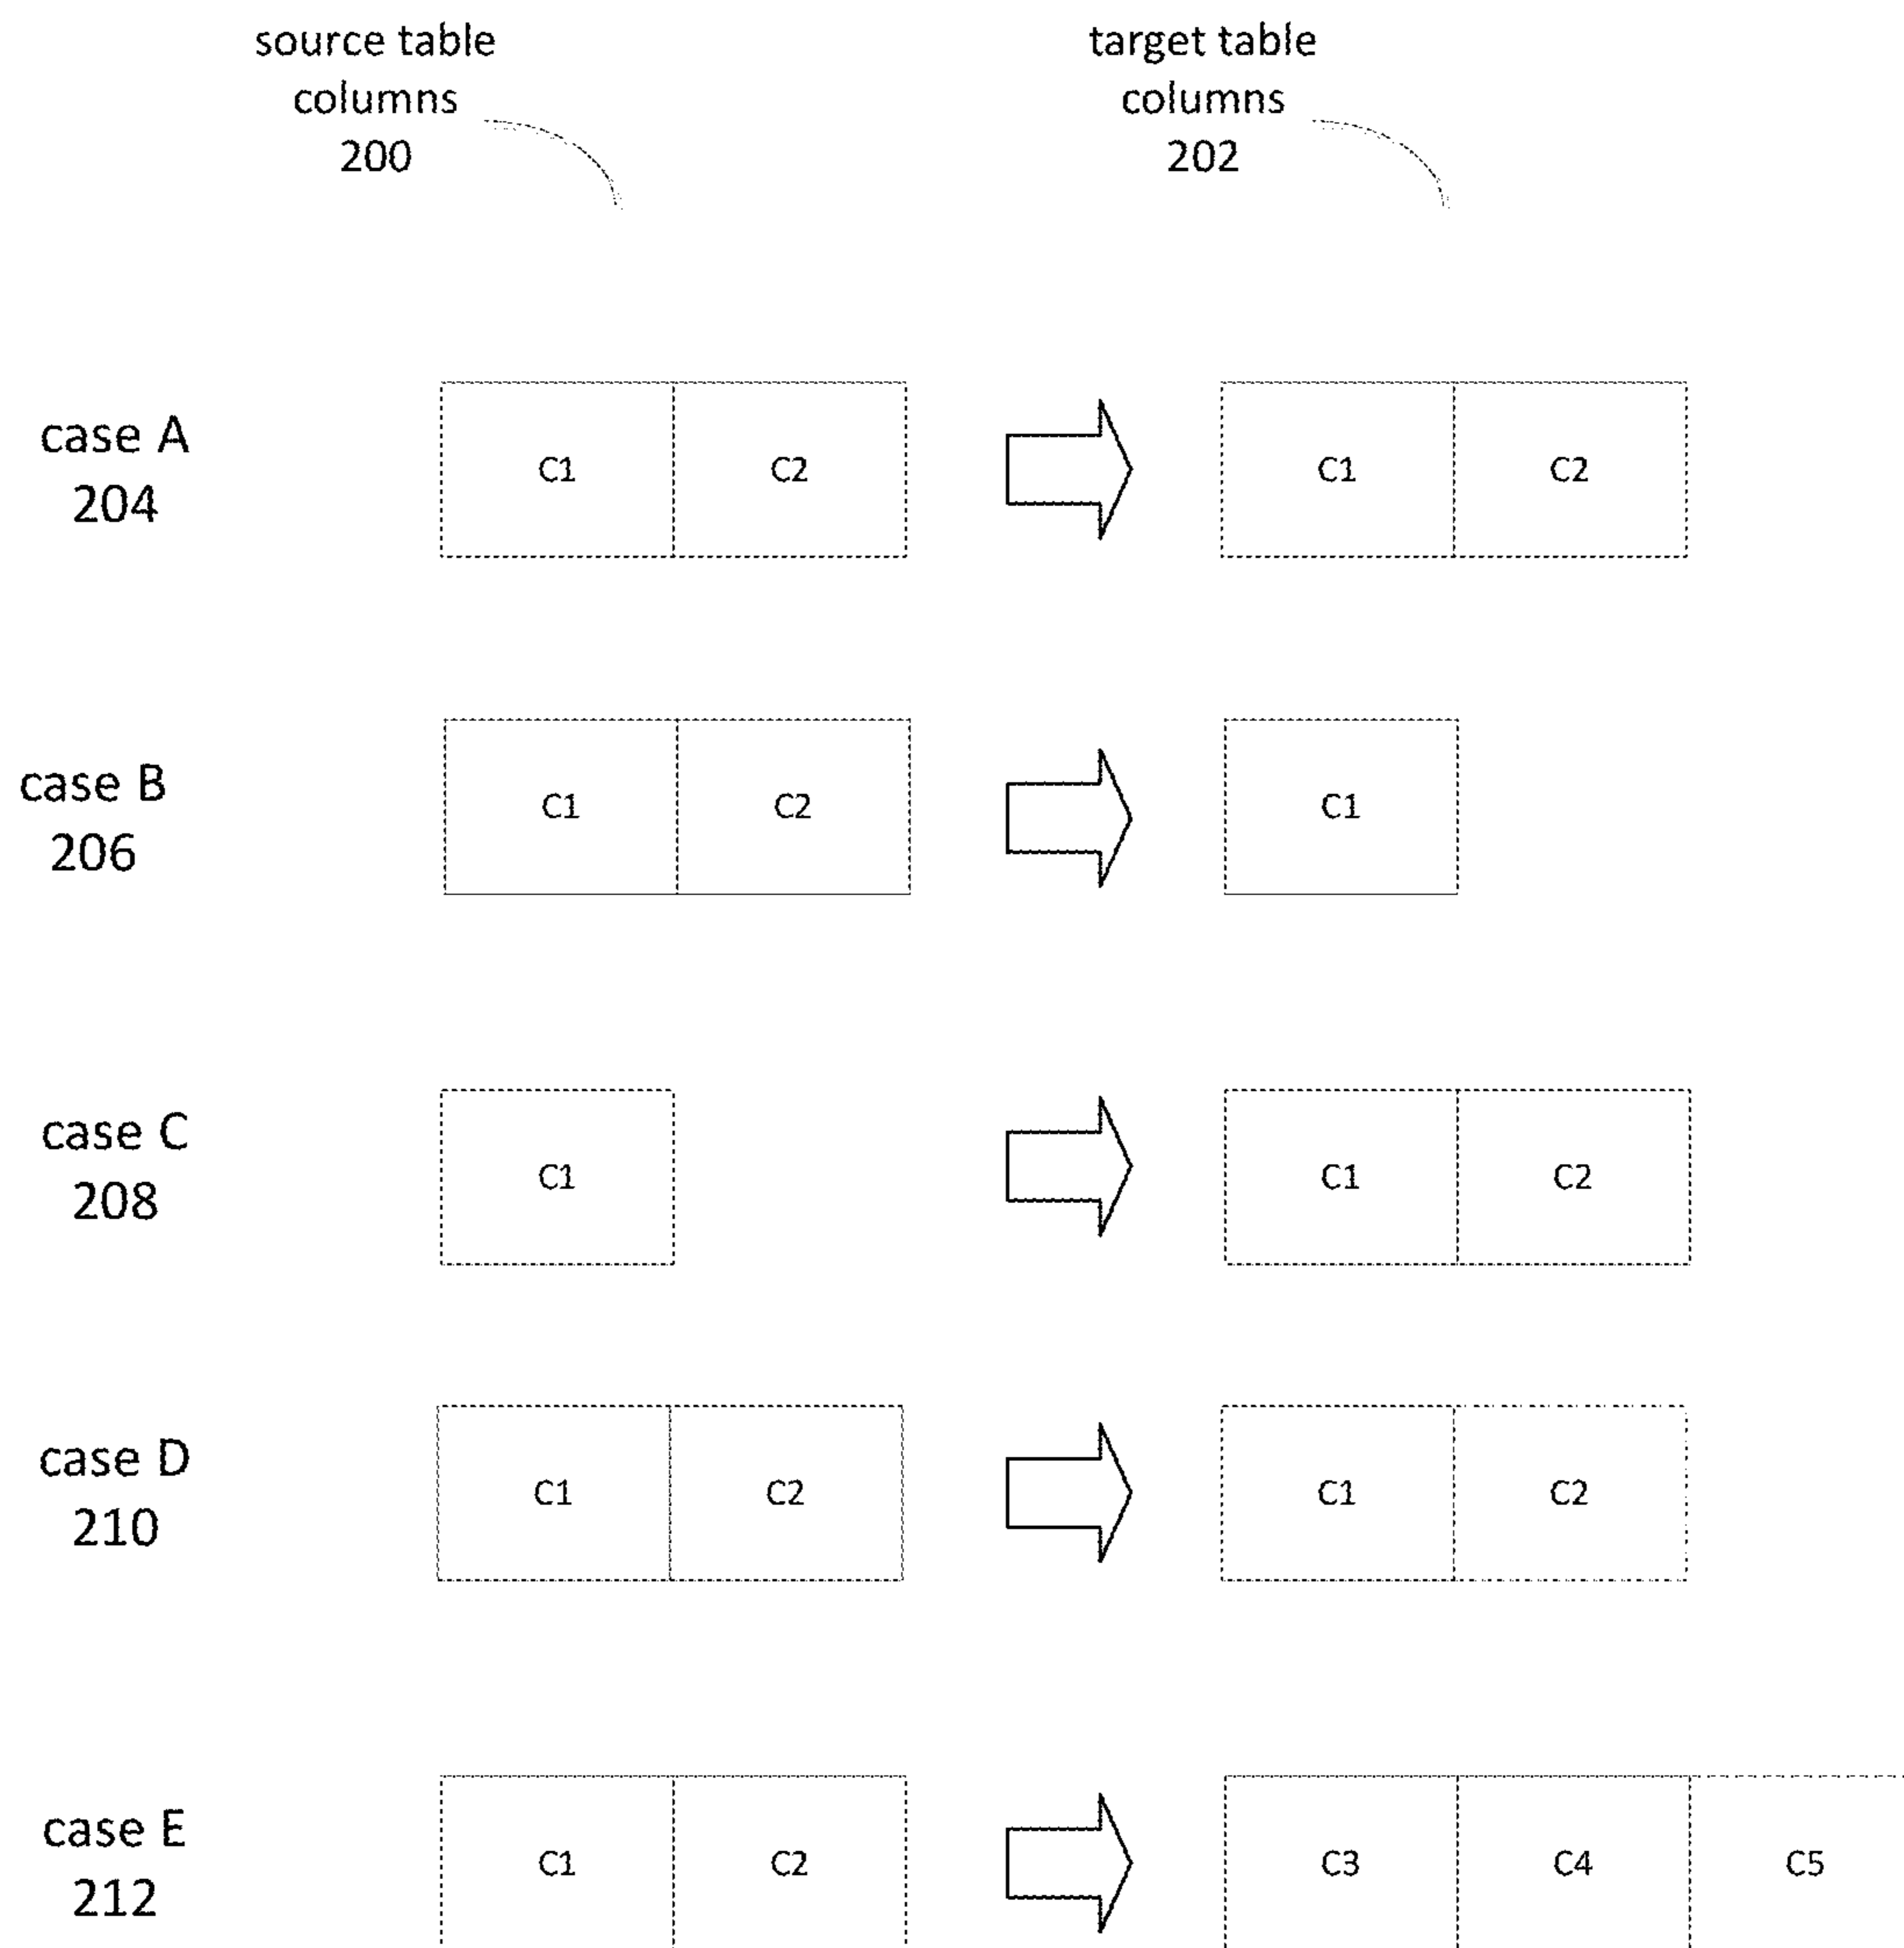 source table
columns
200
target table
columns
202
case A
204
C1 C2 C1 C2
case B
206
C1 C2 C1
case C
208
C1 C1 C2
case D
210
C1 C2 C1 C2
case E
212
C1 C2 C3 C4 C5